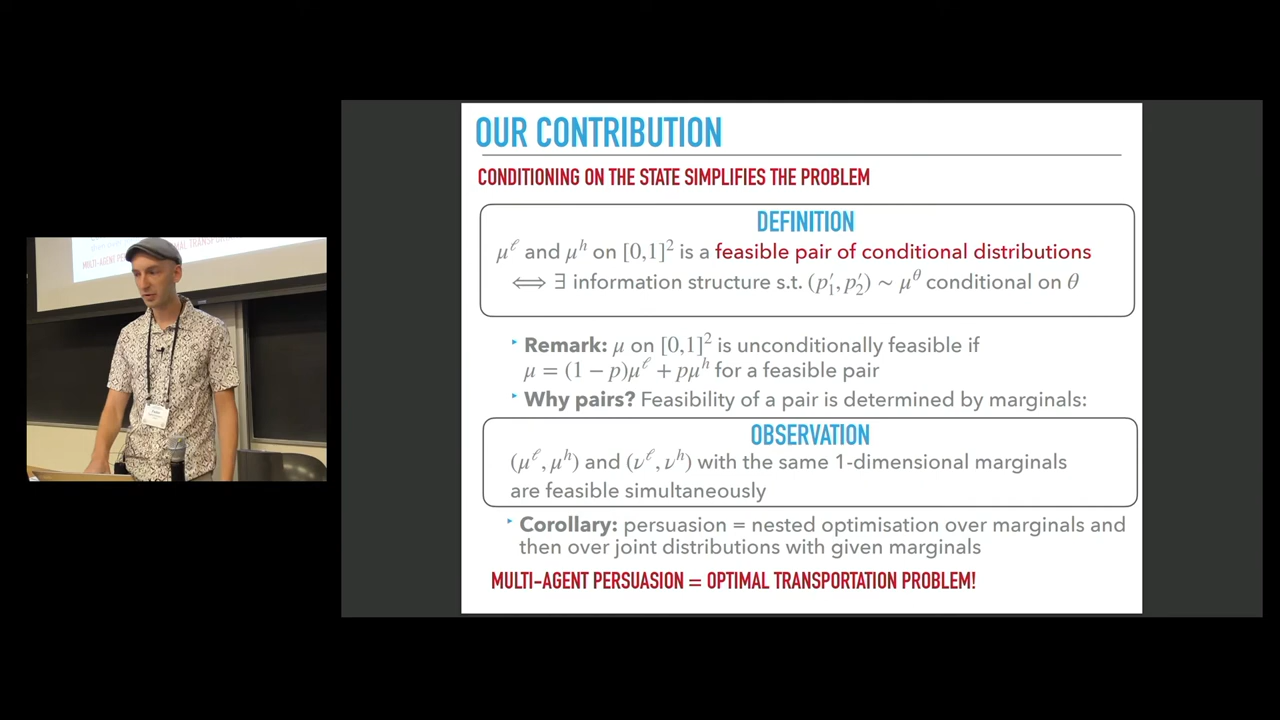 OUR CONTRIBUTION
CONDITIONING ON THE STATE SIMPLIFIES THE PROBLEM
DEFINITION
μ^ℓ and μ^h on [0,1]² is a feasible pair of conditional distributions
⟺ ∃ information structure s.t. (p′₁, p′₂) ∼ μ^θ conditional on θ
‣ Remark: μ on [0,1]² is unconditionally feasible if
μ = (1 − p)μ^ℓ + pμ^h for a feasible pair
‣ Why pairs? Feasibility of a pair is determined by marginals:
OBSERVATION
(μ^ℓ, μ^h) and (ν^ℓ, ν^h) with the same 1-dimensional marginals
are feasible simultaneously
‣ Corollary: persuasion = nested optimisation over marginals and
then over joint distributions with given marginals
MULTI-AGENT PERSUASION = OPTIMAL TRANSPORTATION PROBLEM!
MULTI-AGENT